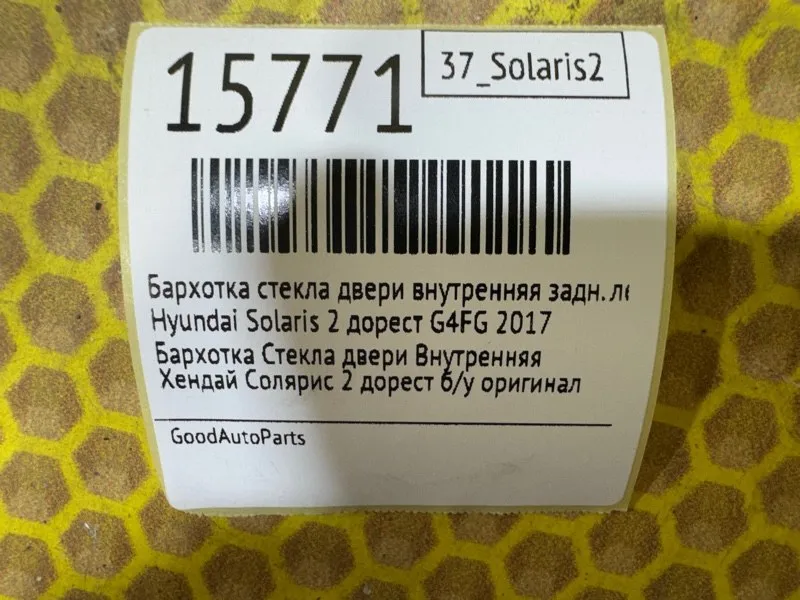 15771
37_Solaris2
Бархотка стекла двери внутренняя задн. ле
Hyundai Solaris 2 дорест G4FG 2017
Бархотка Стекла двери Внутренняя
Хендай Солярис 2 дорест б/у оригинал
GoodAutoParts